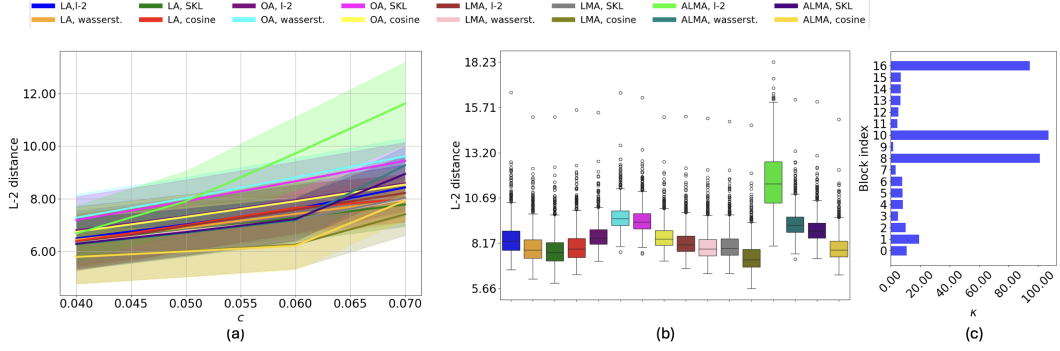 LA,l-2 LA, SKL OA, l-2 OA, SKL LMA, l-2 LMA, SKL ALMA, l-2 ALMA, SKL
LA, wasserst. LA, cosine OA, wasserst. OA, cosine LMA, wasserst. LMA, cosine ALMA, wasserst. ALMA, cosine
L-2 distance
12.00
10.00
8.00
6.00
0.040 0.045 0.050 0.055 0.060 0.065 0.070
c
(a)
L-2 distance
18.23
15.71
13.20
10.69
8.17
5.66
(b)
Block index
16
15
14
13
12
11
10
9
8
7
6
5
4
3
2
1
0
0.00 20.00 40.00 60.00 80.00 100.00
κ
(c)